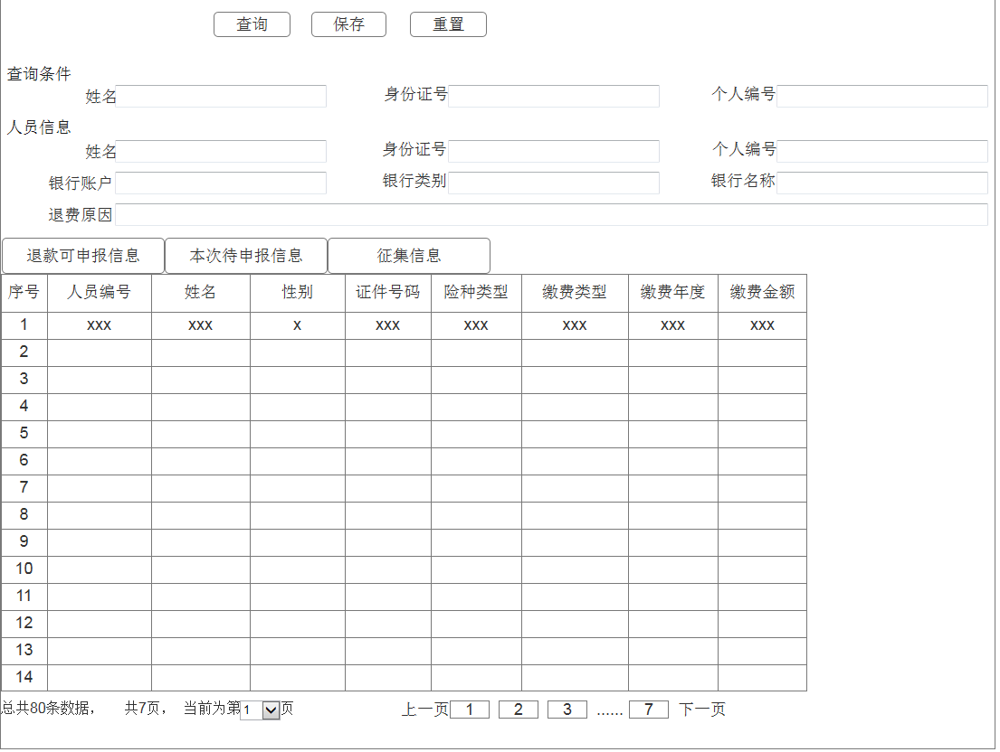 查询 保存 重置
查询条件
姓名 身份证号 个人编号
人员信息
姓名 身份证号 个人编号
银行账户 银行类别 银行名称
退费原因
退款可申报信息 本次待申报信息 征集信息
序号 人员编号 姓名 性别 证件号码 险种类型 缴费类型 缴费年度 缴费金额
1 xxx xxx x xxx xxx xxx xxx xxx
2
3
4
5
6
7
8
9
10
11
12
13
14
总共80条数据， 共7页， 当前为第1页 上一页 1 2 3 ...... 7 下一页